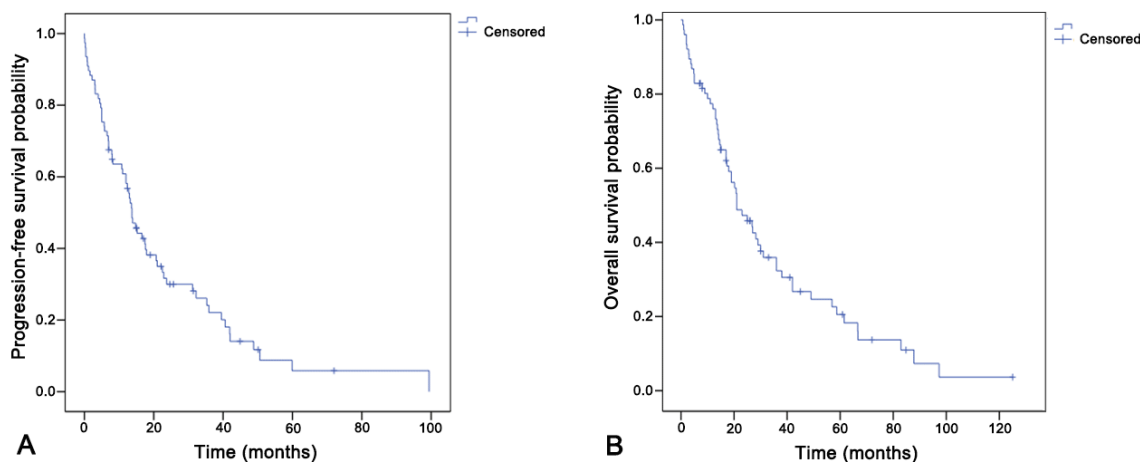 Progression-free survival probability
1.0
0.8
0.6
0.4
0.2
0.0
0 20 40 60 80 100
Time (months)
Censored
A
Overall survival probability
1.0
0.8
0.6
0.4
0.2
0.0
0 20 40 60 80 100 120
Time (months)
Censored
B